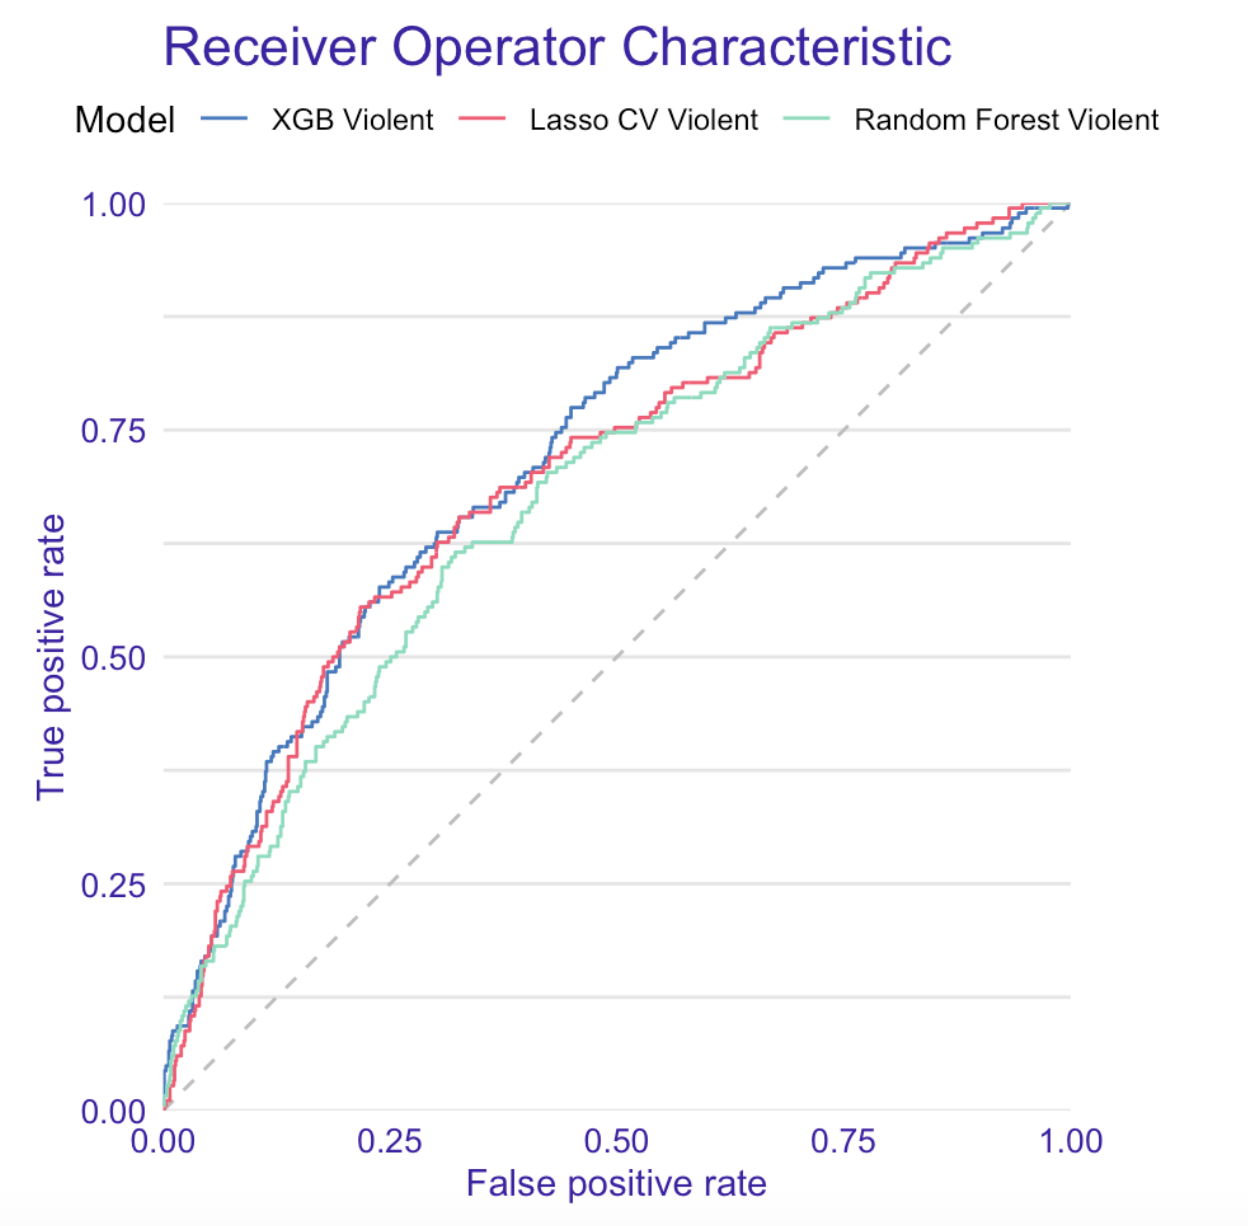 Receiver Operator Characteristic
Model XGB Violent Lasso CV Violent Random Forest Violent
1.00
0.75
0.50
0.25
0.00
True positive rate
0.00 0.25 0.50 0.75 1.00
False positive rate